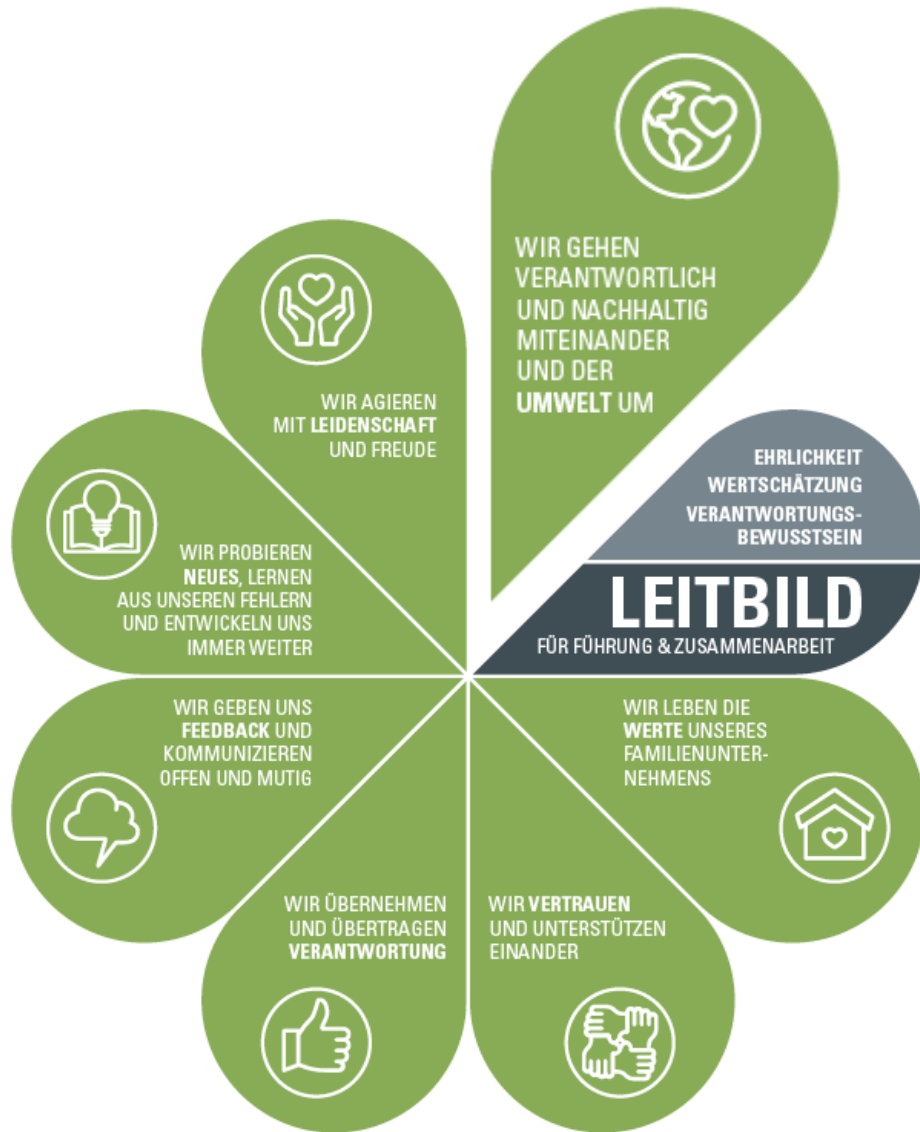 WIR GEHEN
VERANTWORTLICH
UND NACHHALTIG
MITEINANDER
UND DER
UMWELT UM
EHRLICHKEIT
WERTSCHÄTZUNG
VERANTWORTUNGS-
BEWUSSTSEIN
LEITBILD
FÜR FÜHRUNG & ZUSAMMENARBEIT
WIR LEBEN DIE
WERTE UNSERES
FAMILIENUNTER-
NEHMENS
WIR VERTRAUEN
UND UNTERSTÜTZEN
EINANDER
WIR ÜBERNEHMEN
UND ÜBERTRAGEN
VERANTWORTUNG
WIR GEBEN UNS
FEEDBACK UND
KOMMUNIZIEREN
OFFEN UND MUTIG
WIR PROBIEREN
NEUES, LERNEN
AUS UNSEREN FEHLERN
UND ENTWICKELN UNS
IMMER WEITER
WIR AGIEREN
MIT LEIDENSCHAFT
UND FREUDE